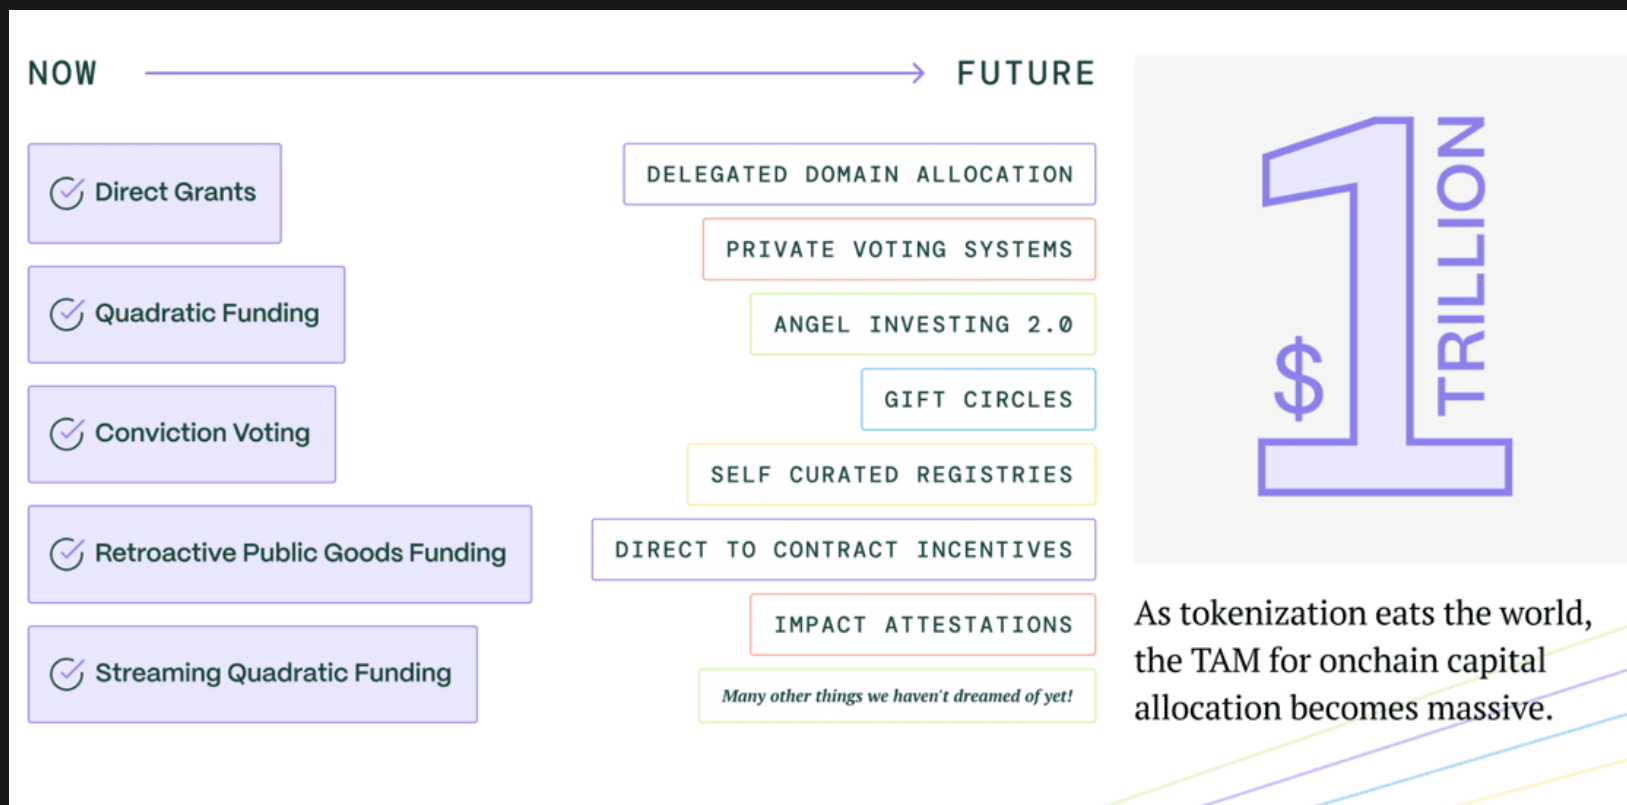 NOW
FUTURE
Direct Grants
Quadratic Funding
Conviction Voting
Retroactive Public Goods Funding
Streaming Quadratic Funding
DELEGATED DOMAIN ALLOCATION
PRIVATE VOTING SYSTEMS
ANGEL INVESTING 2.0
GIFT CIRCLES
SELF CURATED REGISTRIES
DIRECT TO CONTRACT INCENTIVES
IMPACT ATTESTATIONS
Many other things we haven't dreamed of yet!
$1 TRILLION
As tokenization eats the world,
the TAM for onchain capital
allocation becomes massive.